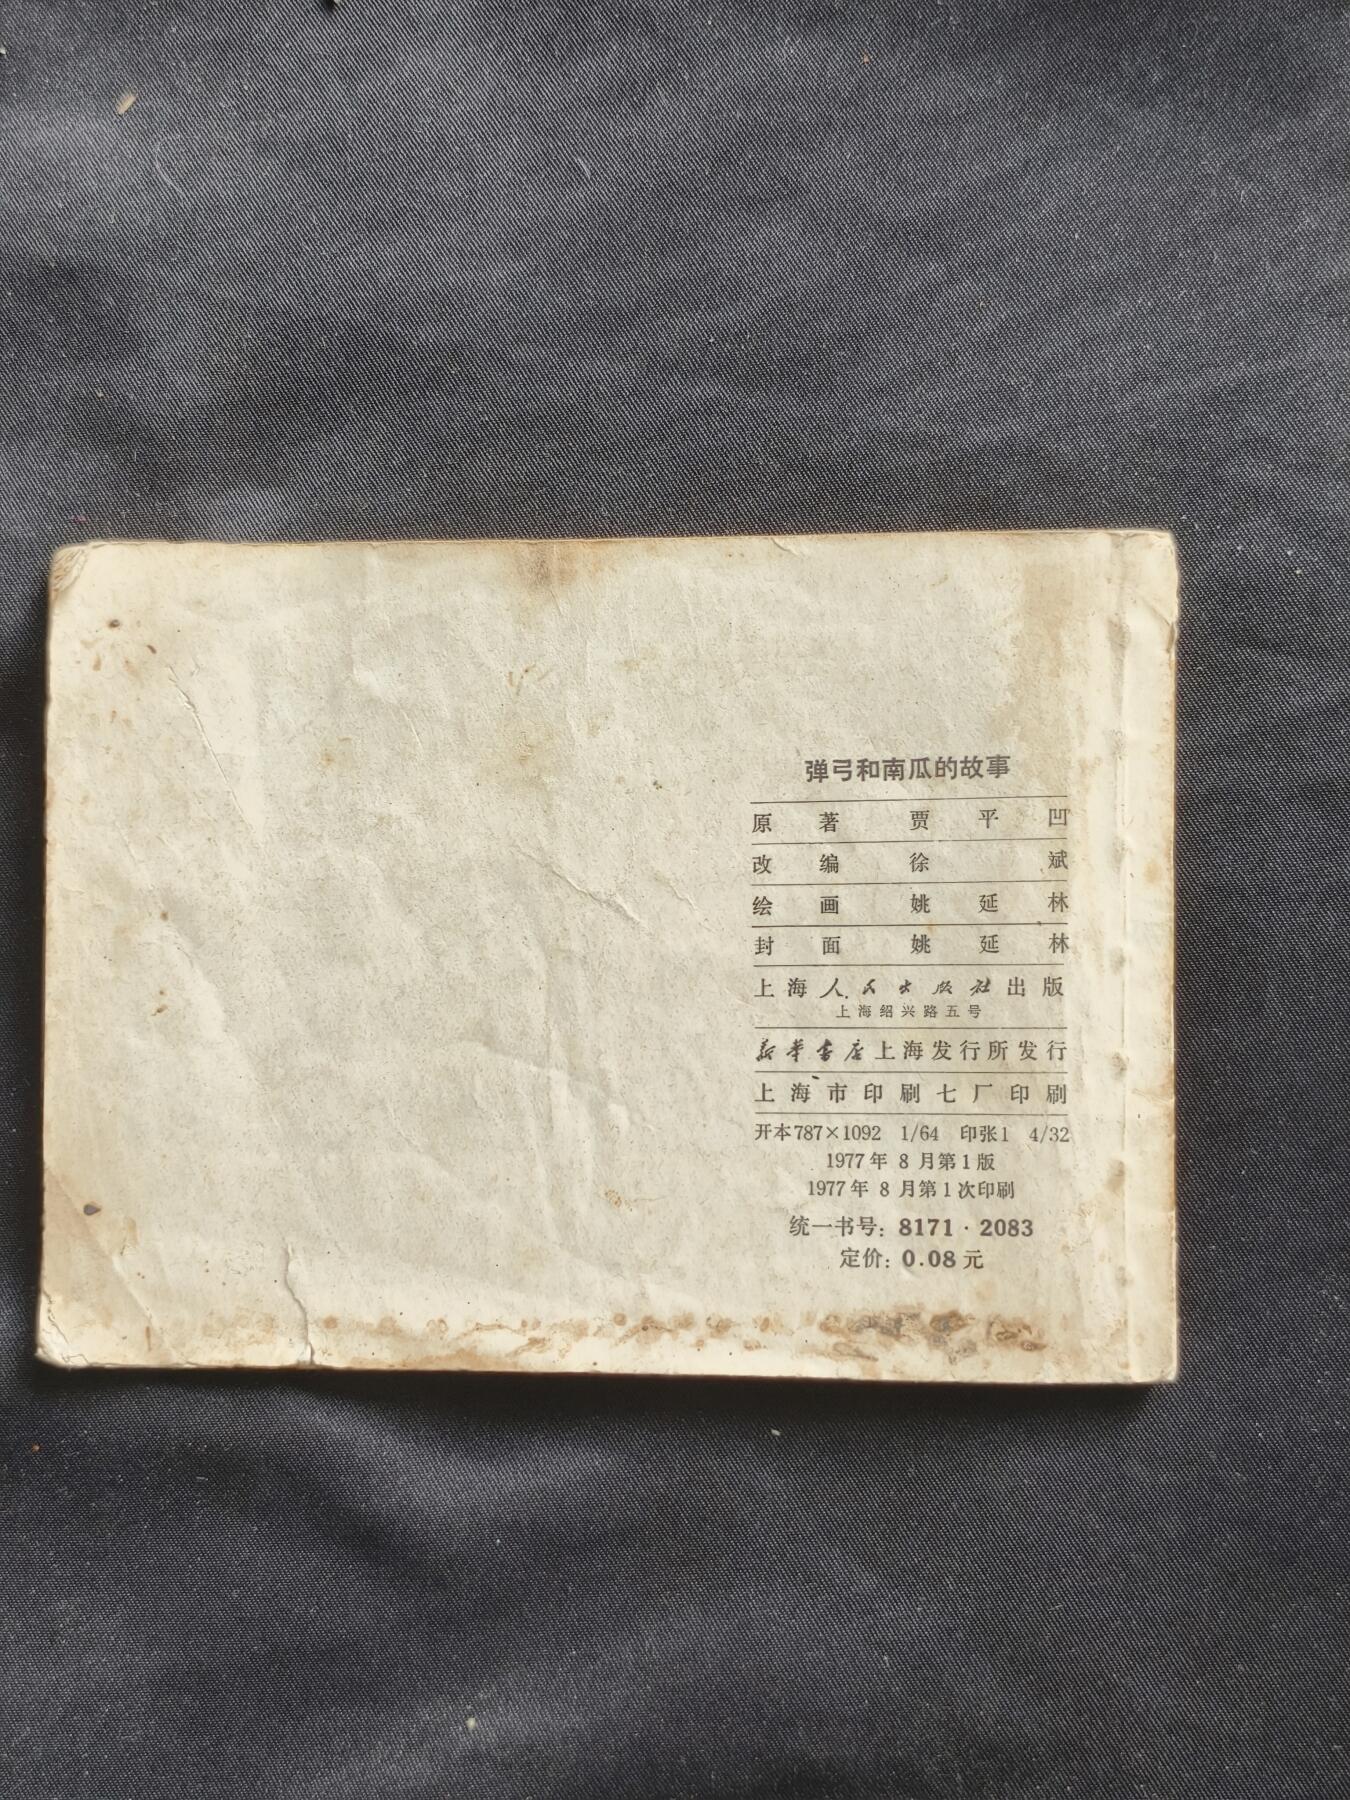 弹弓和南瓜的故事
原著 贾平凹
改编 徐斌
绘画 姚延林
封面 姚延林
上海人民出版社出版
上海绍兴路五号
新华书店上海发行所发行
上海市印刷七厂印刷
开本787×1092 1/64 印张1 4/32
1977年8月第1版
1977年8月第1次印刷
统一书号：8171·2083
定价：0.08元